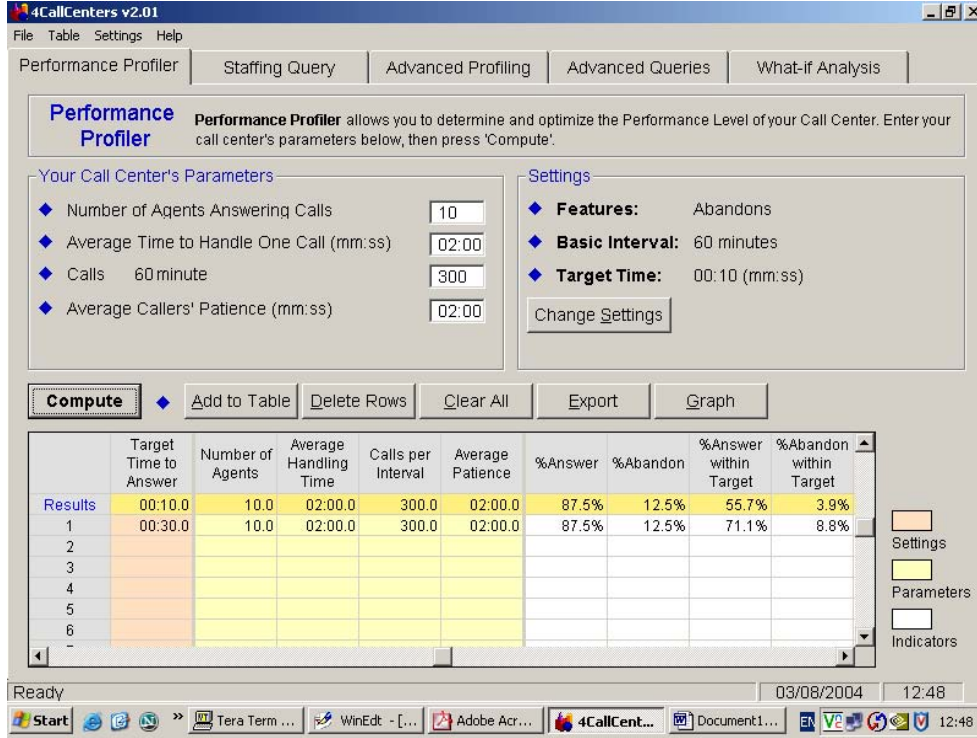 4CallCenters v2.01
File Table Settings Help
Performance Profiler Staffing Query Advanced Profiling Advanced Queries What-if Analysis
Performance Profiler
Performance Profiler allows you to determine and optimize the Performance Level of your Call Center. Enter your
call center's parameters below, then press 'Compute'.
Your Call Center's Parameters
Number of Agents Answering Calls 10
Average Time to Handle One Call (mm:ss) 02:00
Calls 60 minute 300
Average Callers' Patience (mm:ss) 02:00
Settings
Features: Abandons
Basic Interval: 60 minutes
Target Time: 00:10 (mm:ss)
Change Settings
Compute Add to Table Delete Rows Clear All Export Graph
Target Time to Answer Number of Agents Average Handling Time Calls per Interval Average Patience %Answer %Abandon %Answer within Target %Abandon within Target
Results 00:10.0 10.0 02:00.0 300.0 02:00.0 87.5% 12.5% 55.7% 3.9%
1 00:30.0 10.0 02:00.0 300.0 02:00.0 87.5% 12.5% 71.1% 8.8%
2
3
4
5
6
Settings
Parameters
Indicators
Ready 03/08/2004 12:48
Start » Tera Term ... WinEdt - [... Adobe Acr... 4CallCent... Document1... EN 12:48